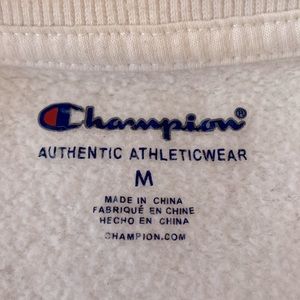 Champion®
AUTHENTIC ATHLETICWEAR
M
MADE IN CHINA
FABRIQUÉ EN CHINE
HECHO EN CHINA
CHAMPION.COM